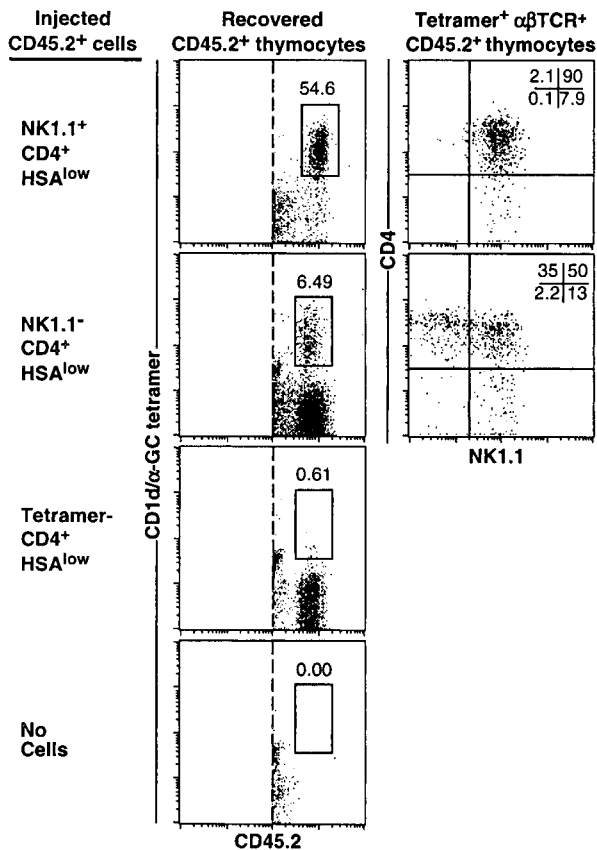 Injected
CD45.2+ cells
Recovered
CD45.2+ thymocytes
Tetramer+ αβTCR+
CD45.2+ thymocytes
NK1.1+
CD4+
HSAlow
54.6
2.1 90
0.1 7.9
NK1.1-
CD4+
HSAlow
6.49
35 50
2.2 13
CD4
NK1.1
CD1d/α-GC tetramer
Tetramer-
CD4+
HSAlow
0.61
No
Cells
0.00
CD45.2